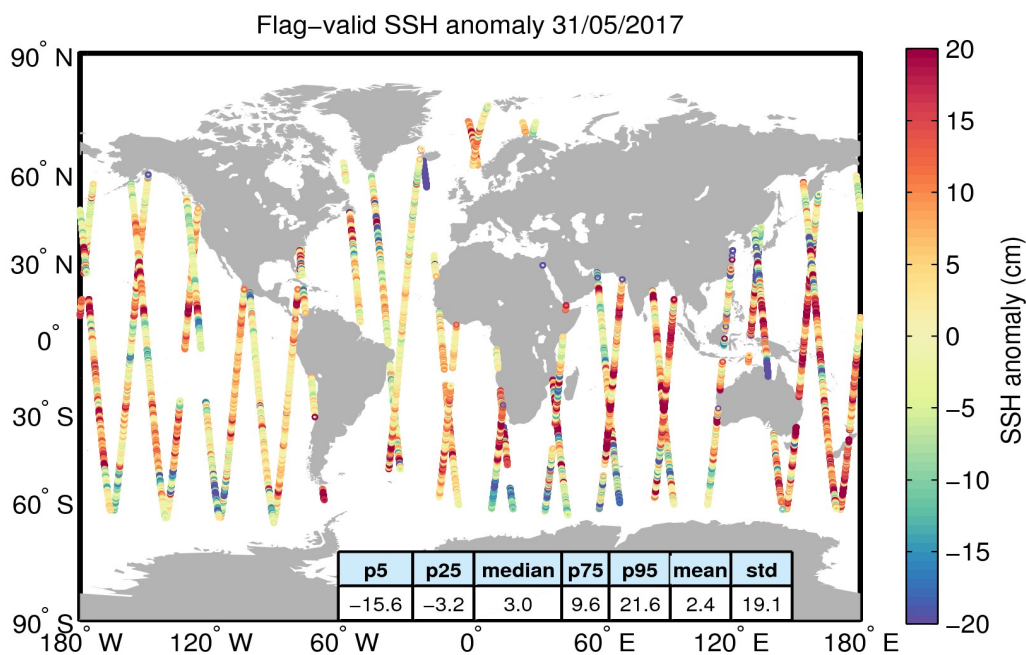 Flag−valid SSH anomaly 31/05/2017
90° N
60° N
30° N
0°
30° S
60° S
90° S
180° W
120° W
60° W
0°
60° E
120° E
180° E
p5 p25 median p75 p95 mean std
−15.6 −3.2 3.0 9.6 21.6 2.4 19.1
20
15
10
5
0
−5
−10
−15
−20
SSH anomaly (cm)